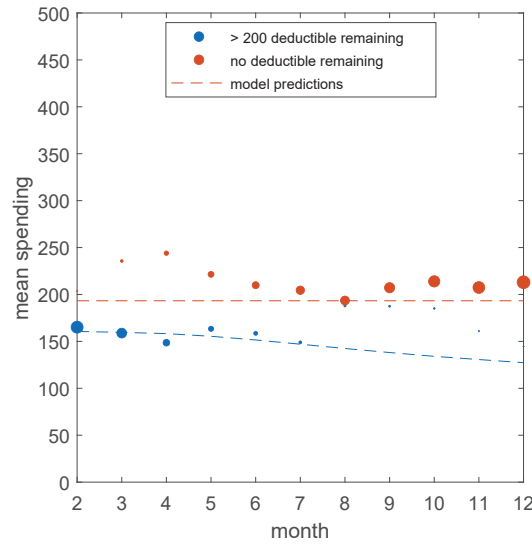 500
450
400
350
300
250
200
150
100
50
0
mean spending
> 200 deductible remaining
no deductible remaining
model predictions
2 3 4 5 6 7 8 9 10 11 12
month